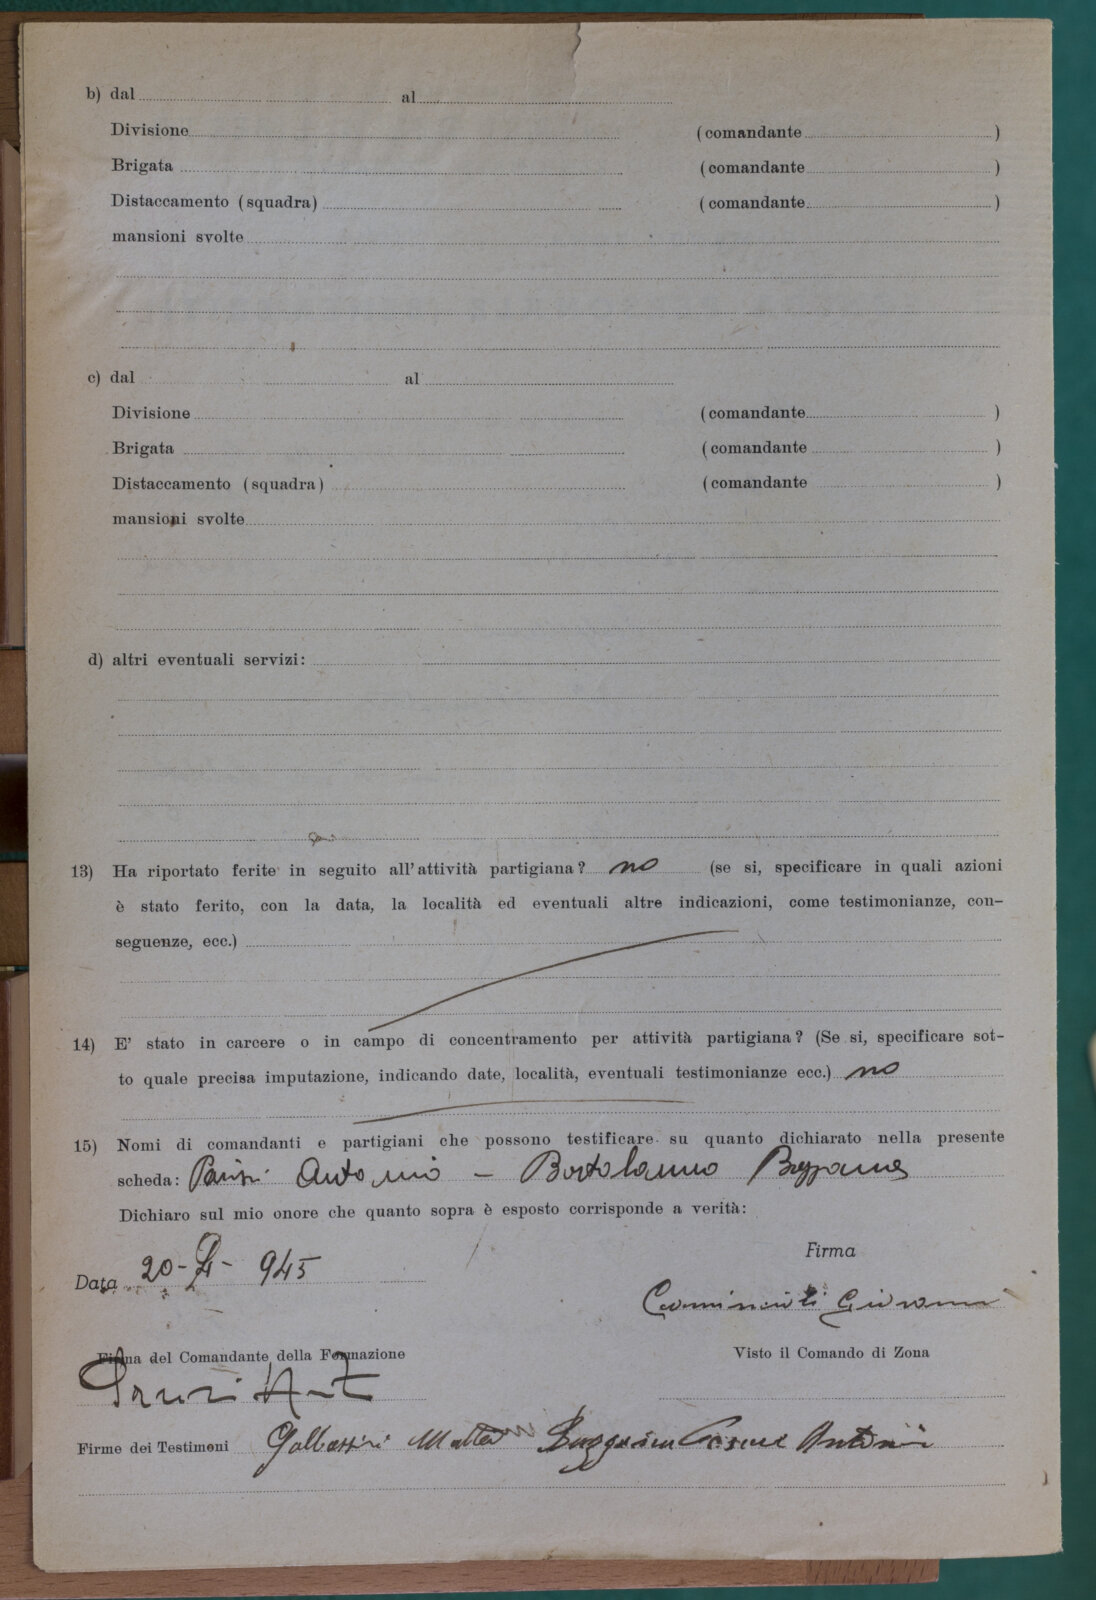 b) dal al
Divisione (comandante )
Brigata (comandante )
Distaccamento (squadra) (comandante )
mansioni svolte
c) dal al
Divisione (comandante )
Brigata (comandante )
Distaccamento (squadra) (comandante )
mansioni svolte
d) altri eventuali servizi:
13) Ha riportato ferite in seguito all'attività partigiana? no (se si, specificare in quali azioni
è stato ferito, con la data, la località ed eventuali altre indicazioni, come testimonianze, con-
seguenze, ecc.)
14) E' stato in carcere o in campo di concentramento per attività partigiana? (Se si, specificare sot-
to quale precisa imputazione, indicando date, località, eventuali testimonianze ecc.) no
15) Nomi di comandanti e partigiani che possono testificare su quanto dichiarato nella presente
scheda: Antonio –
Dichiaro sul mio onore che quanto sopra è esposto corrisponde a verità:
Firma
Data 20- - 945
Giovanni
Firma del Comandante della Formazione Visto il Comando di Zona
Firme dei Testimoni